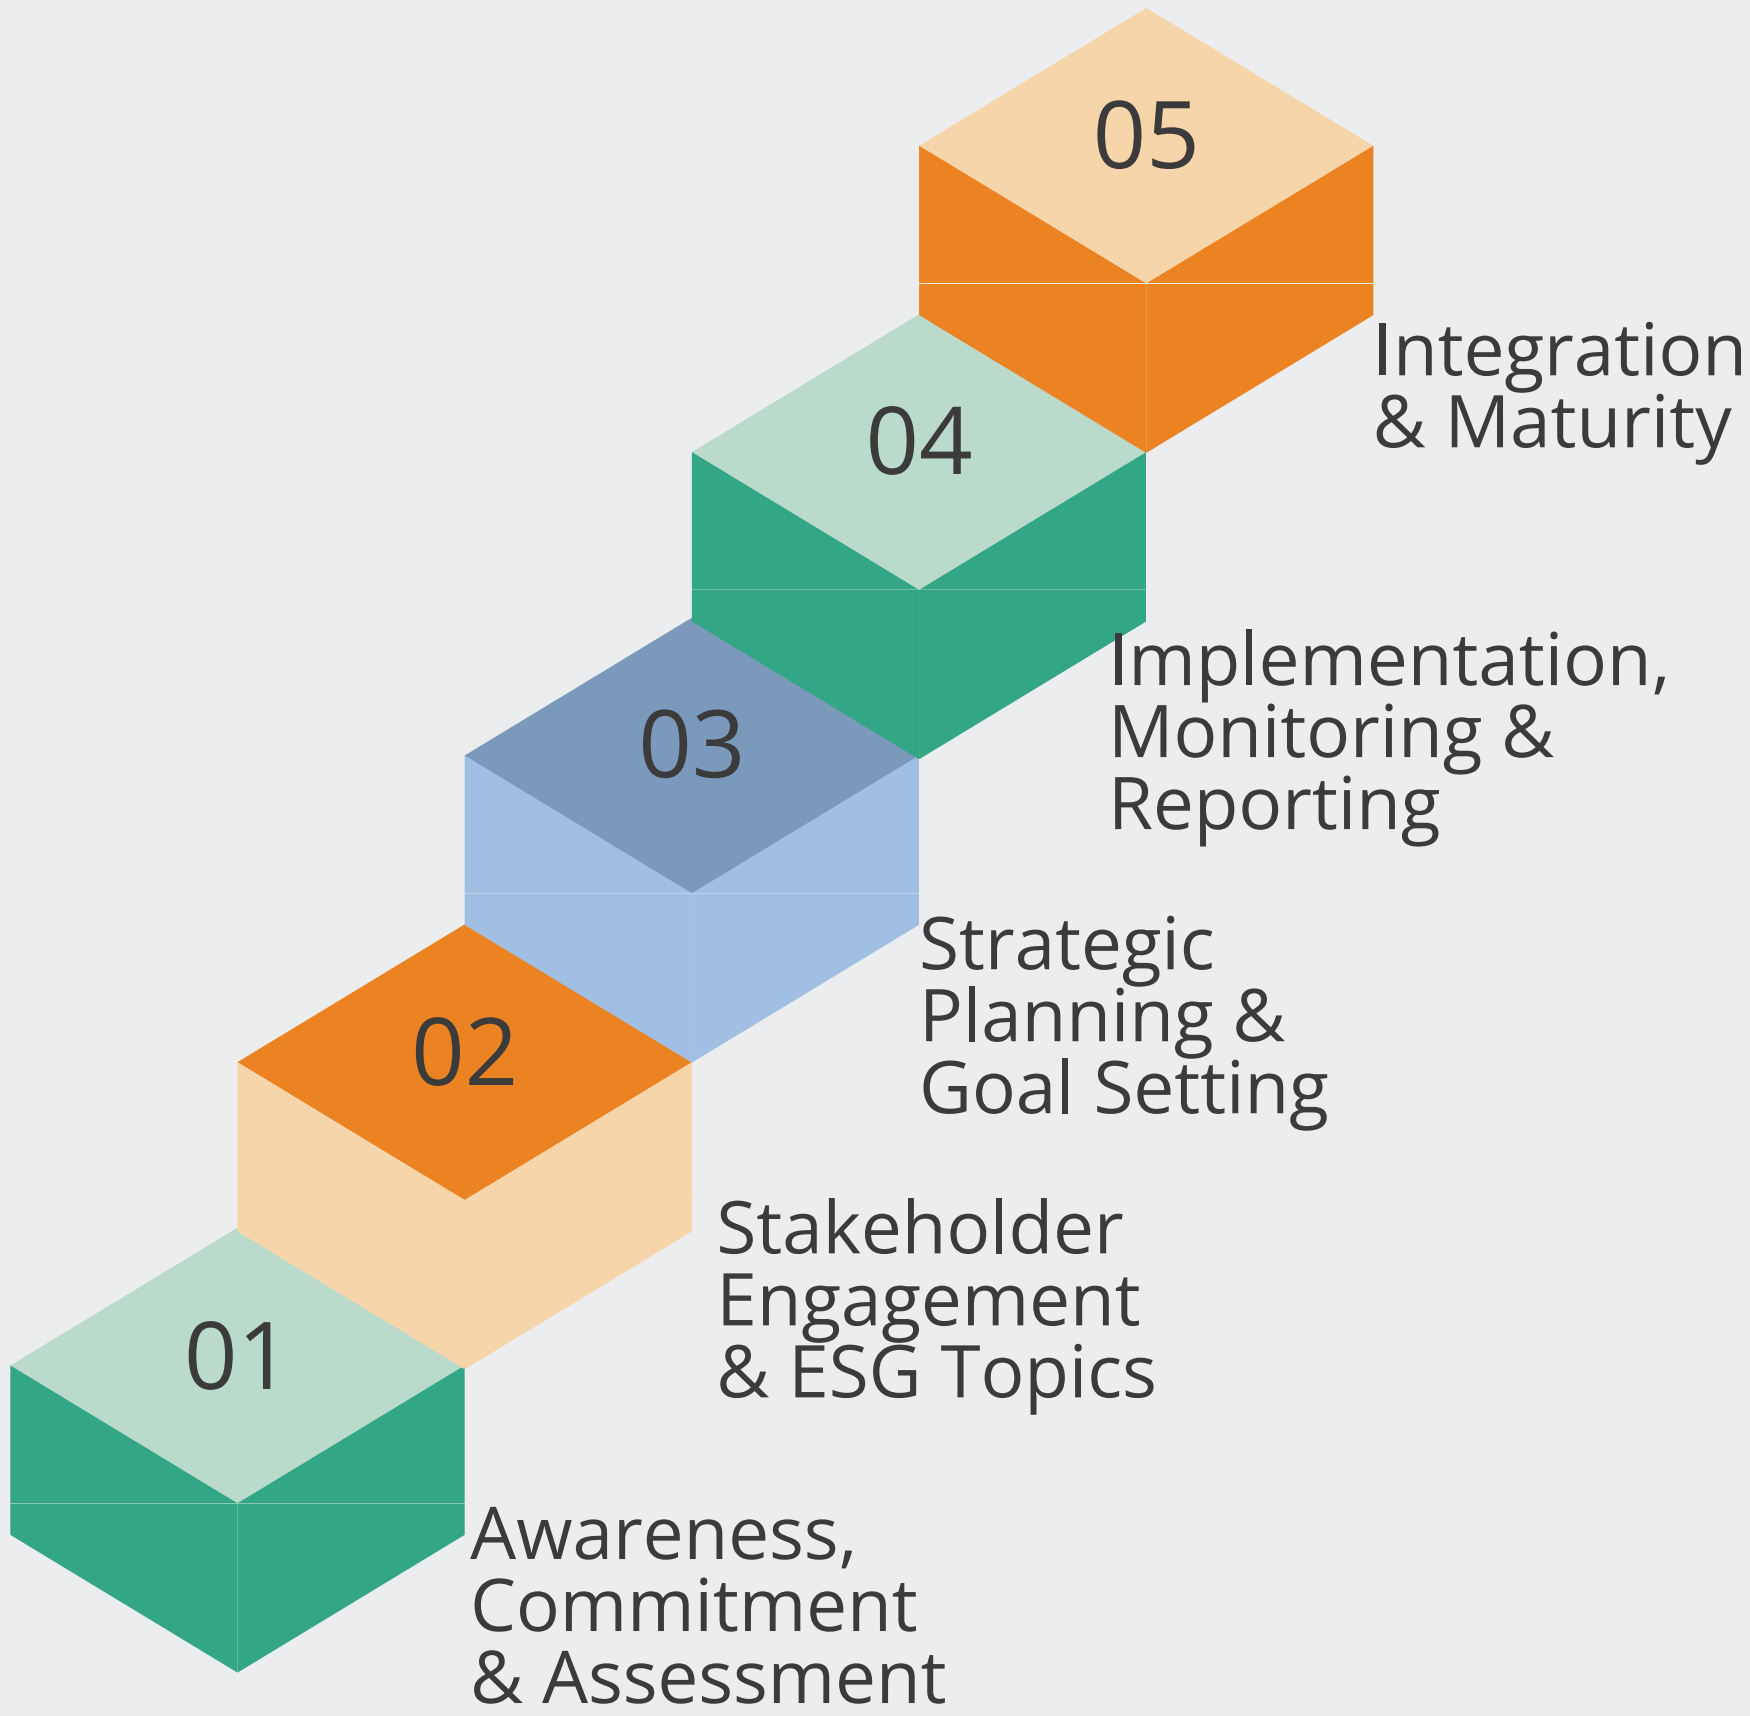 05
Integration
& Maturity
04
Implementation,
Monitoring &
Reporting
03
Strategic
Planning &
Goal Setting
02
Stakeholder
Engagement
& ESG Topics
01
Awareness,
Commitment
& Assessment